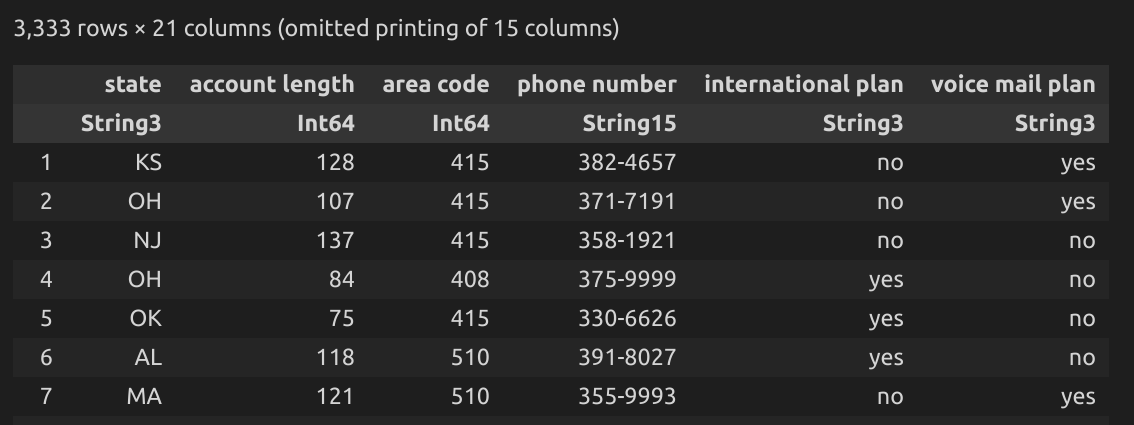 3,333 rows × 21 columns (omitted printing of 15 columns)
state account length area code phone number international plan voice mail plan
String3 Int64 Int64 String15 String3 String3
1 KS 128 415 382-4657 no yes
2 OH 107 415 371-7191 no yes
3 NJ 137 415 358-1921 no no
4 OH 84 408 375-9999 yes no
5 OK 75 415 330-6626 yes no
6 AL 118 510 391-8027 yes no
7 MA 121 510 355-9993 no yes